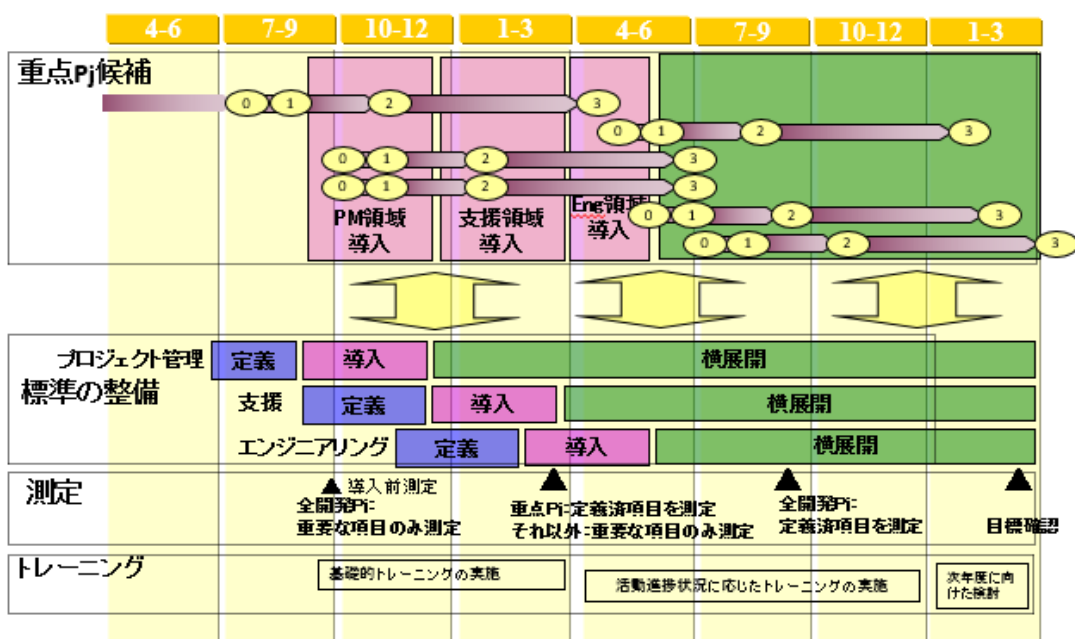 4-6 7-9 10-12 1-3 4-6 7-9 10-12 1-3
重点Pj候補
0 1 2 3
0 1 2 3
0 1 2 3
0 1 2 3
0 1 2 3
0 1 2 3
PM領域
導入
支援領域
導入
Eng領域
導入
標準の整備
プロジェクト管理 定義 導入 横展開
支援 定義 導入 横展開
エンジニアリング 定義 導入 横展開
測定
導入前測定
全開発Pj:
重要な項目のみ測定
重点Pj:定義済項目を測定
それ以外:重要な項目のみ測定
全開発Pj:
定義済項目を測定
目標確認
トレーニング
基礎的トレーニングの実施
活動進捗状況に応じたトレーニングの実施
次年度に向
けた検討